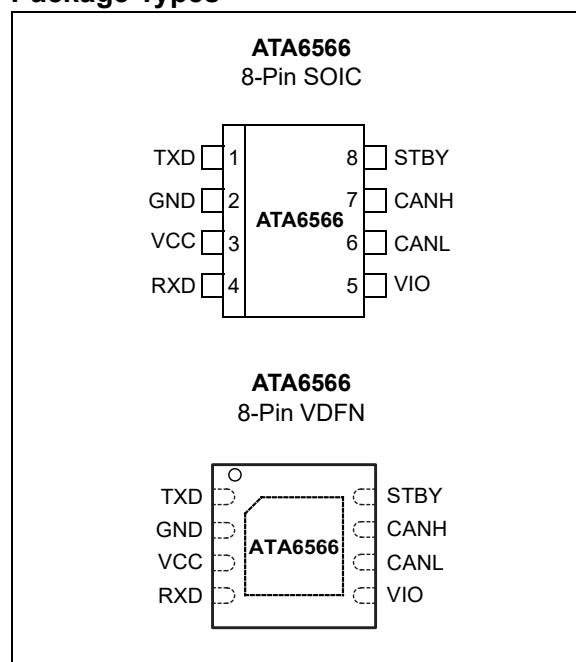 Package Types
ATA6566
8-Pin SOIC
TXD 1 8 STBY
GND 2 7 CANH
ATA6566
VCC 3 6 CANL
RXD 4 5 VIO
ATA6566
8-Pin VDFN
TXD STBY
GND CANH
ATA6566
VCC CANL
RXD VIO